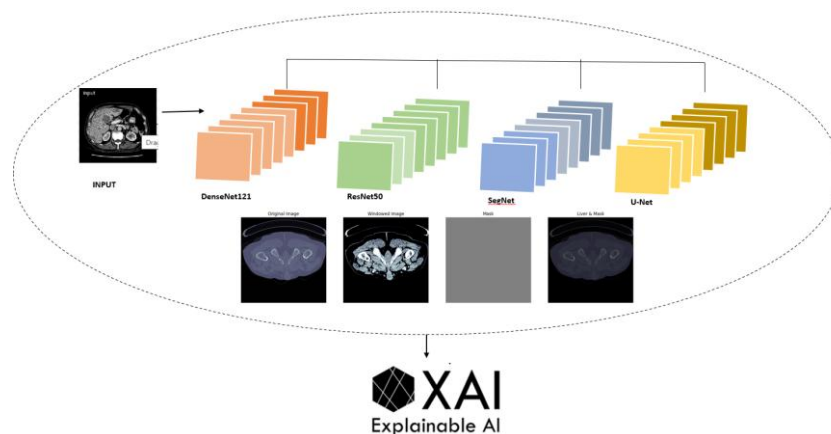 Input
Dra
INPUT
DenseNet121
ResNet50
SegNet
U-Net
Original Image
Windowed Image
Mask
Liver & Mask
XAI
Explainable AI